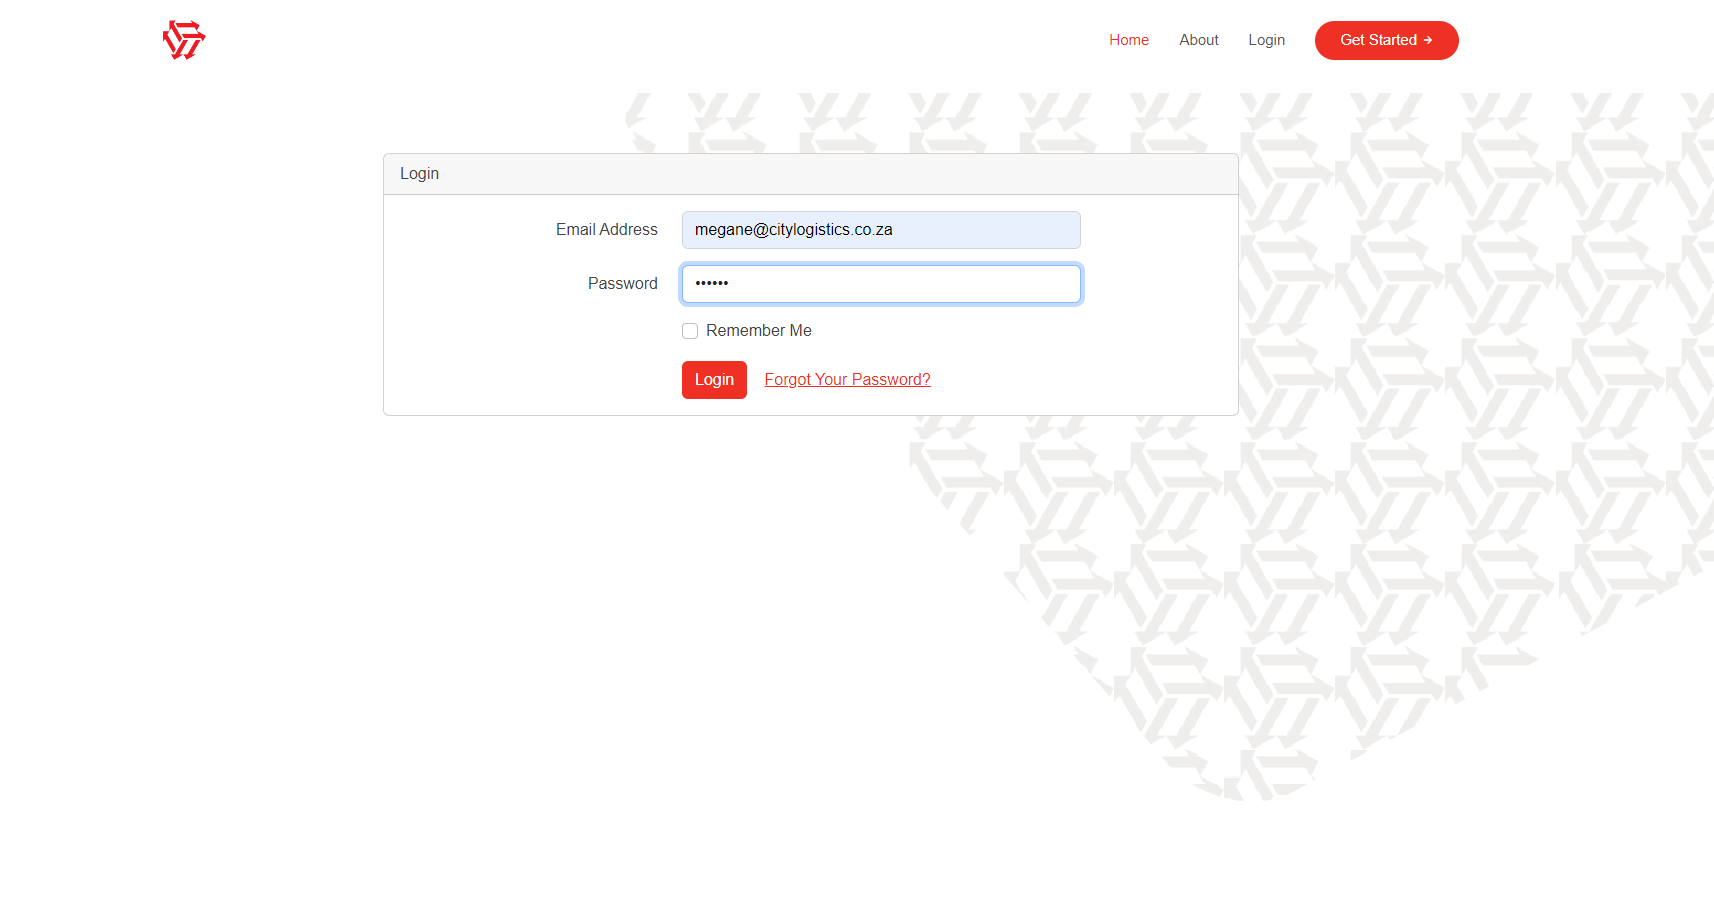 Home About Login Get Started →
Login
Email Address megane@citylogistics.co.za
Password ••••••
Remember Me
Login Forgot Your Password?